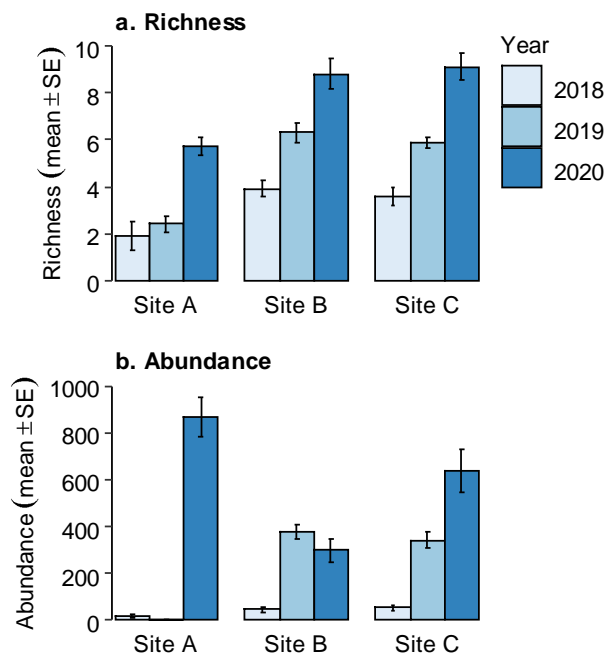 a. Richness
Richness (mean ± SE)
10
8
6
4
2
0
Site A Site B Site C
Year
2018
2019
2020
b. Abundance
Abundance (mean ± SE)
1000
800
600
400
200
0
Site A Site B Site C